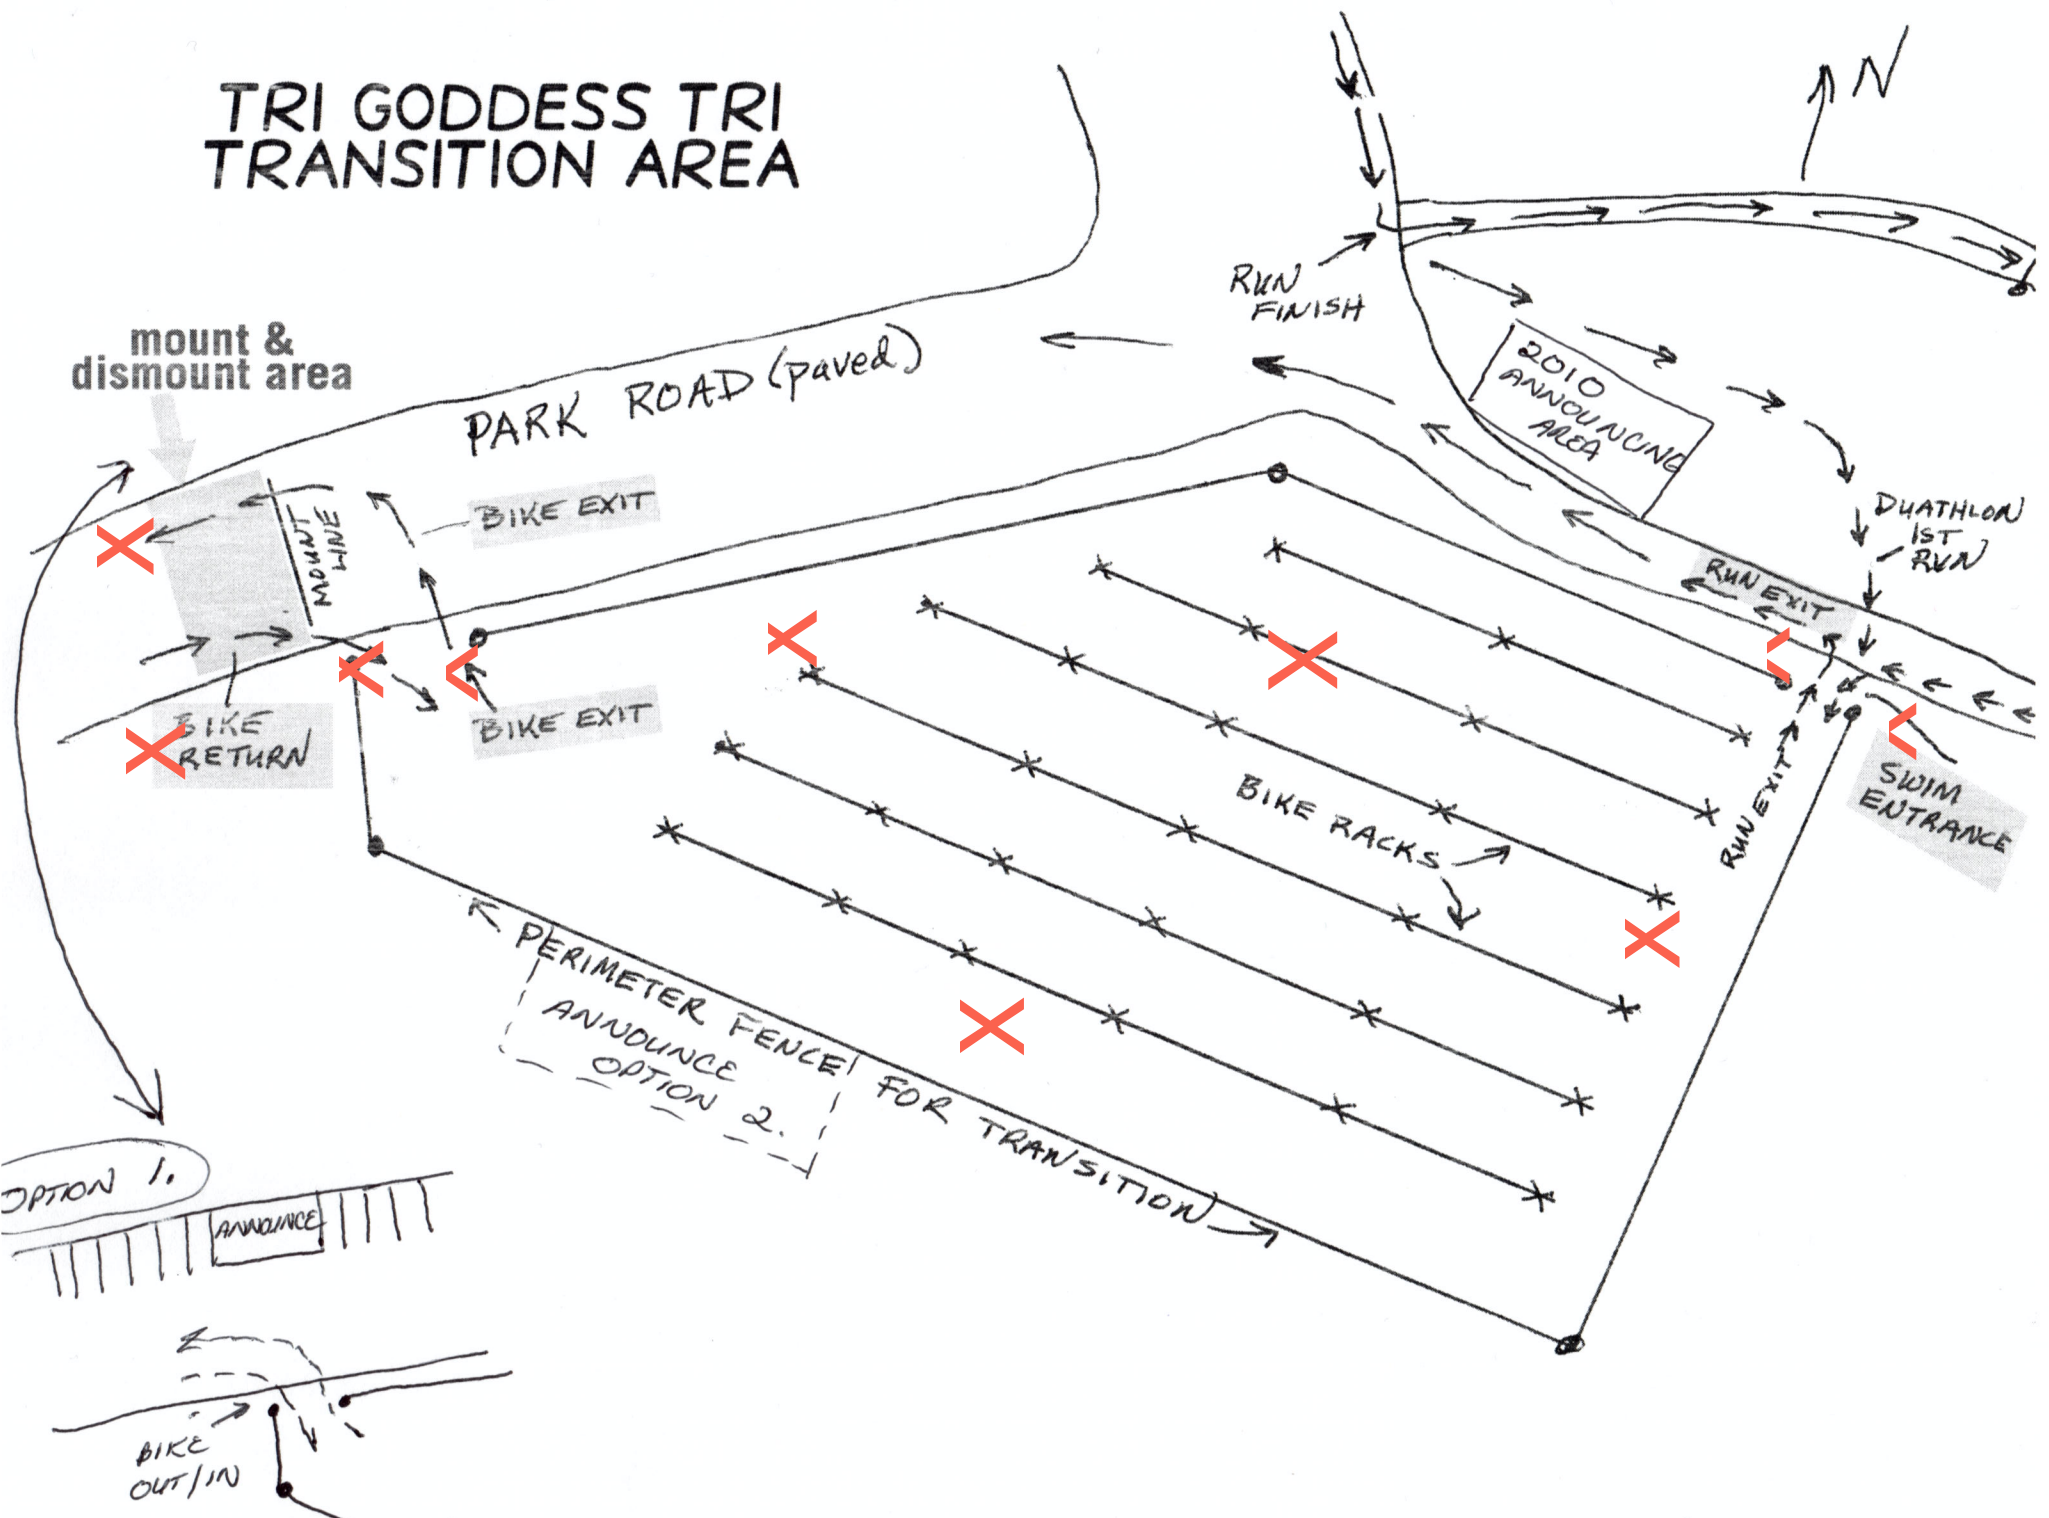 TRI GODDESS TRI
TRANSITION AREA
N
RUN
FINISH
mount &
dismount area
PARK ROAD (paved)
2010
ANNOUNCING
AREA
BIKE EXIT
MOUNT
LINE
DUATHLON
1ST
RUN
RUN EXIT
BIKE
RETURN
BIKE EXIT
BIKE RACKS
RUN EXIT
SWIM
ENTRANCE
PERIMETER FENCE FOR TRANSITION
ANNOUNCE
OPTION 2.
OPTION 1.
ANNOUNCE
BIKE
OUT/IN